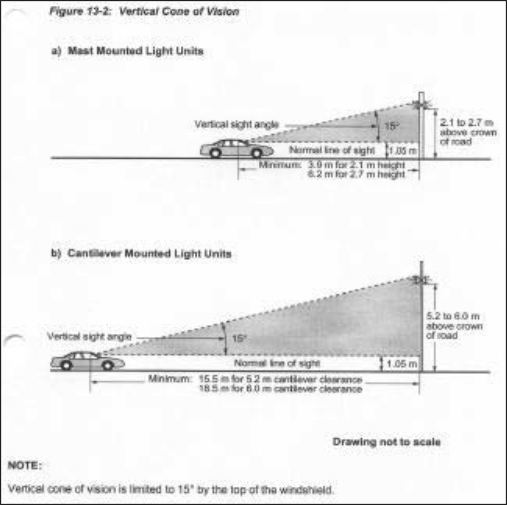 Figure 13-2: Vertical Cone of Vision
a) Mast Mounted Light Units
Vertical sight angle
15°
2.1 to 2.7 m
above crown
of road
Normal line of sight
1.05 m
Minimum: 3.9 m for 2.1 m height
6.2 m for 2.7 m height
b) Cantilever Mounted Light Units
Vertical sight angle
15°
5.2 to 6.0 m
above crown
of road
Normal line of sight
1.05 m
Minimum: 15.5 m for 5.2 m cantilever clearance
18.5 m for 6.0 m cantilever clearance
Drawing not to scale
NOTE:
Vertical cone of vision is limited to 15° by the top of the windshield.